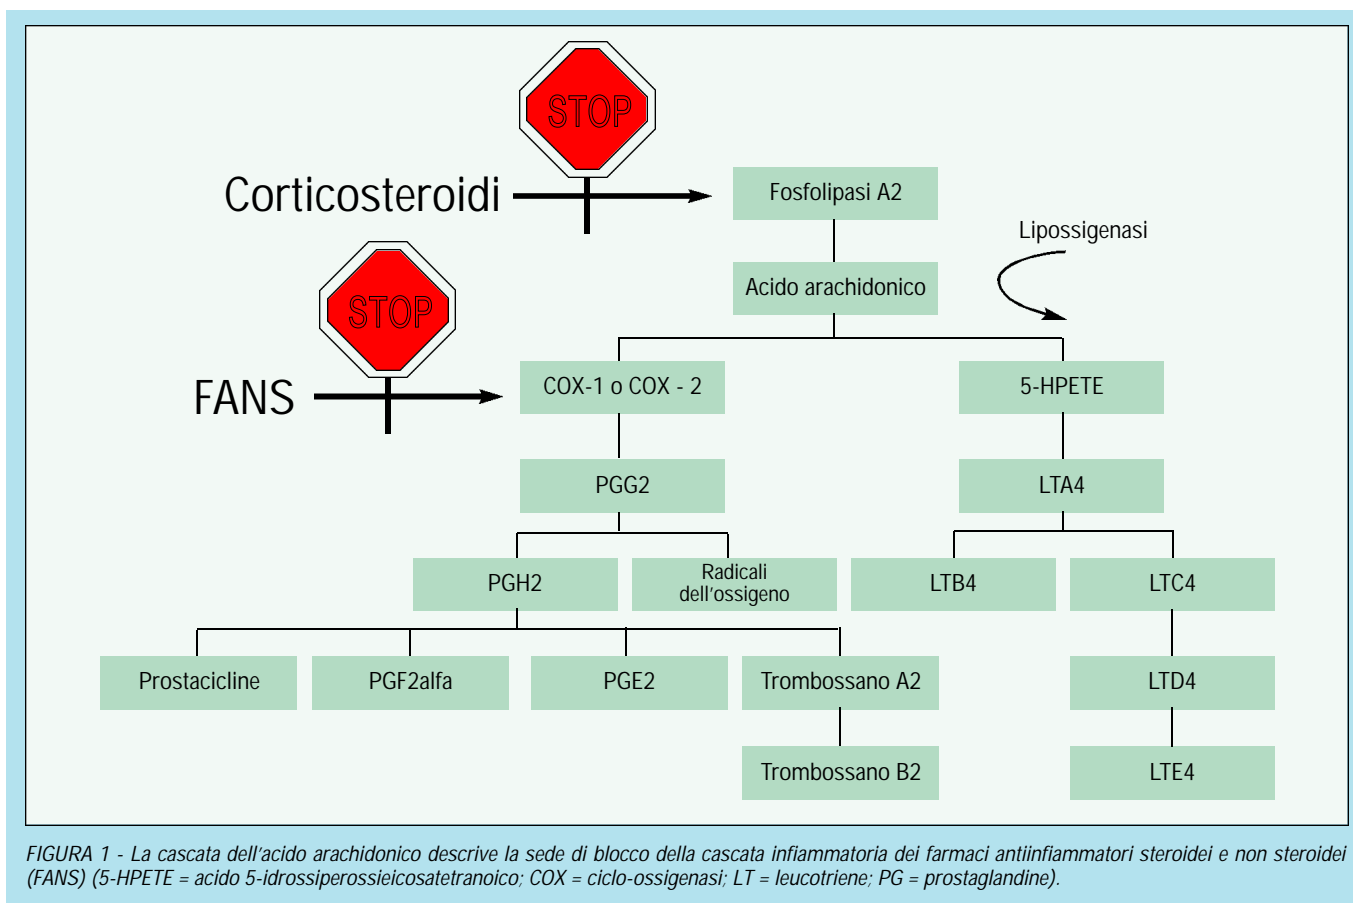 STOP
Corticosteroidi
Fosfolipasi A2
Lipossigenasi
STOP
Acido arachidonico
FANS
COX-1 o COX - 2
5-HPETE
PGG2
LTA4
PGH2
Radicali
dell'ossigeno
LTB4
LTC4
Prostacicline
PGF2alfa
PGE2
Trombossano A2
LTD4
Trombossano B2
LTE4
FIGURA 1 - La cascata dell'acido arachidonico descrive la sede di blocco della cascata infiammatoria dei farmaci antiinfiammatori steroidei e non steroidei
(FANS) (5-HPETE = acido 5-idrossiperossieicosatetranoico; COX = ciclo-ossigenasi; LT = leucotriene; PG = prostaglandine).